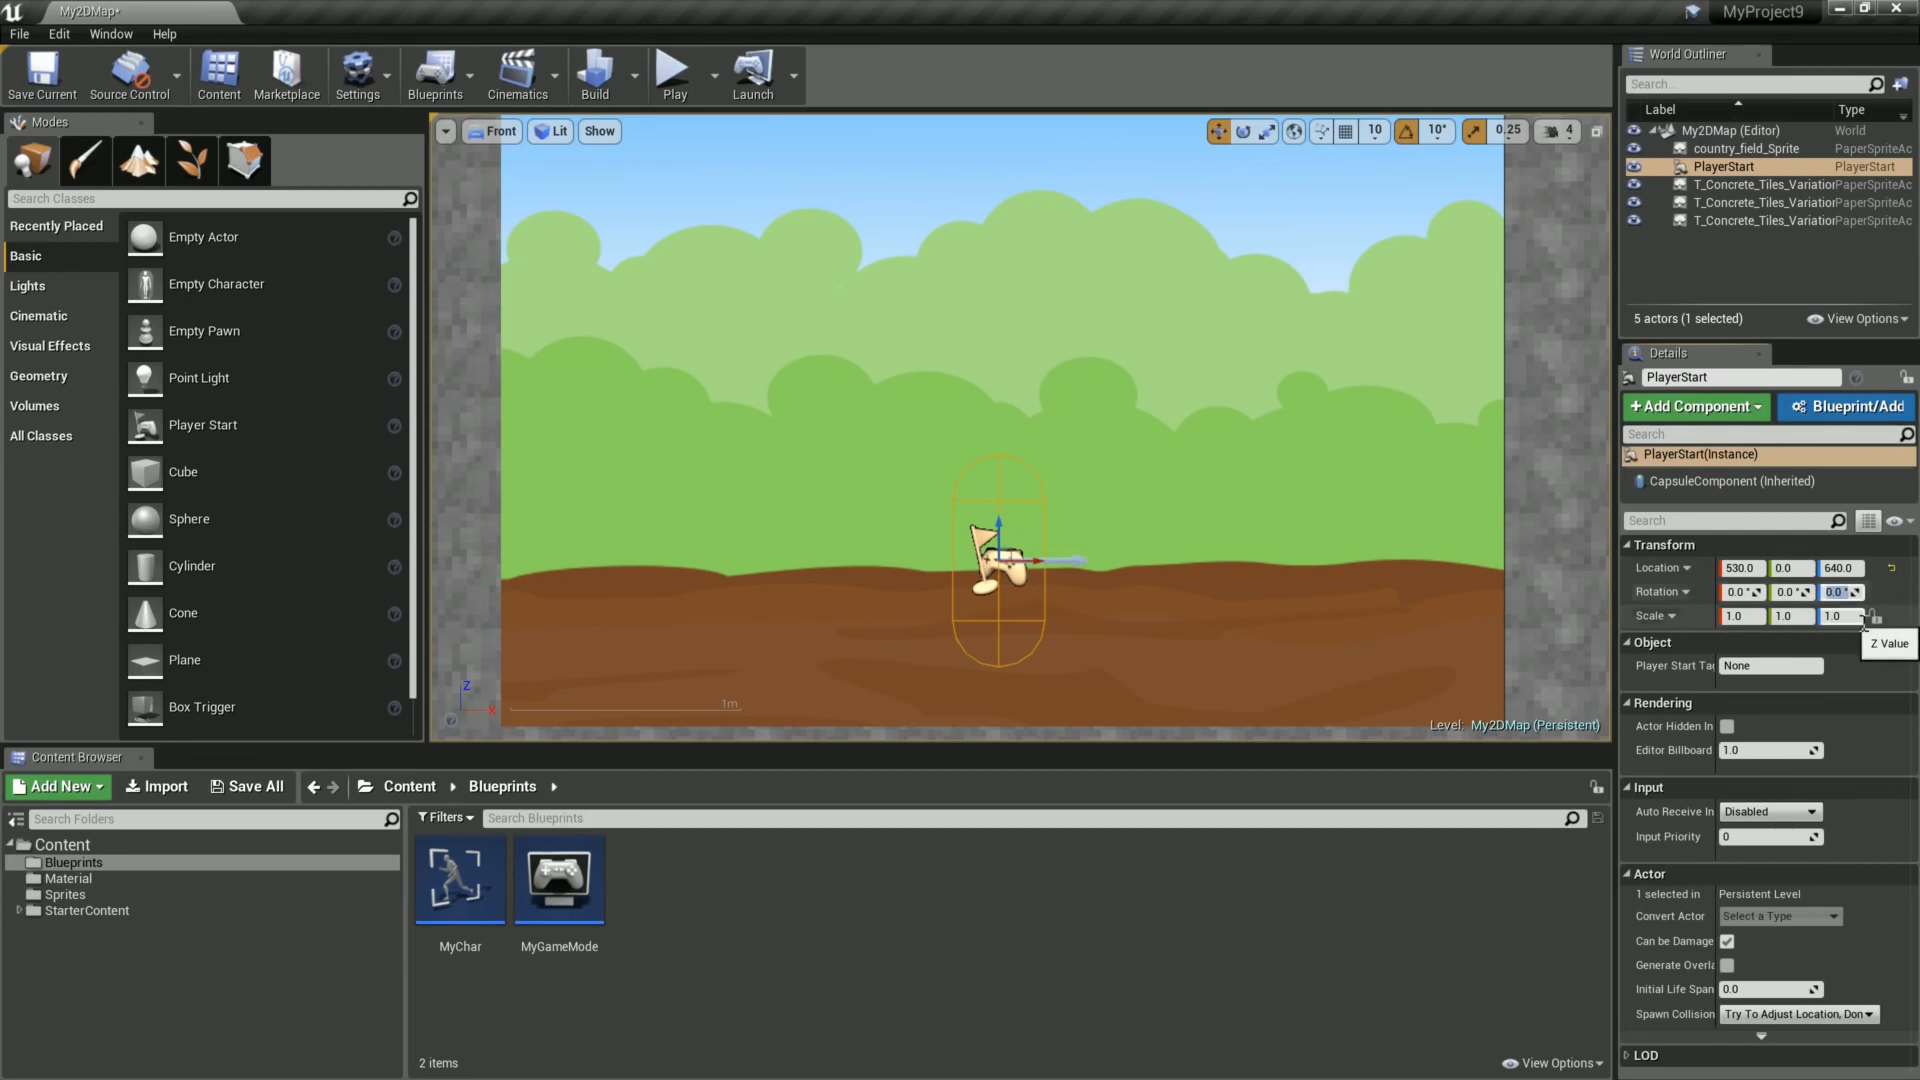 My2DMap*
MyProject9
File Edit Window Help
Save Current
Source Control
Content
Marketplace
Settings
Blueprints
Cinematics
Build
Play
Launch
Modes
Search Classes
Recently Placed
Basic
Lights
Cinematic
Visual Effects
Geometry
Volumes
All Classes
Empty Actor
Empty Character
Empty Pawn
Point Light
Player Start
Cube
Sphere
Cylinder
Cone
Plane
Box Trigger
Front
Lit
Show
10
10°
0.25
4
Z
X
1m
Level: My2DMap (Persistent)
World Outliner
Search...
Label Type
My2DMap (Editor) World
country_field_Sprite PaperSpriteAc
PlayerStart PlayerStart
T_Concrete_Tiles_Variation PaperSpriteAc
T_Concrete_Tiles_Variation PaperSpriteAc
T_Concrete_Tiles_Variation PaperSpriteAc
5 actors (1 selected) View Options
Details
PlayerStart
+Add Component
Blueprint/Add
Search
PlayerStart(Instance)
CapsuleComponent (Inherited)
Search
Transform
Location 530.0 0.0 640.0
Rotation 0.0 ° 0.0 ° 0.0 °
Scale 1.0 1.0 1.0
Z Value
Object
Player Start Tag None
Rendering
Actor Hidden In
Editor Billboard 1.0
Input
Auto Receive In Disabled
Input Priority 0
Actor
1 selected in Persistent Level
Convert Actor Select a Type
Can be Damage
Generate Overla
Initial Life Span 0.0
Spawn Collision Try To Adjust Location, Don
LOD
Content Browser
Add New Import Save All Content Blueprints
Search Folders
Content
Blueprints
Material
Sprites
StarterContent
Filters
Search Blueprints
MyChar
MyGameMode
2 items
View Options